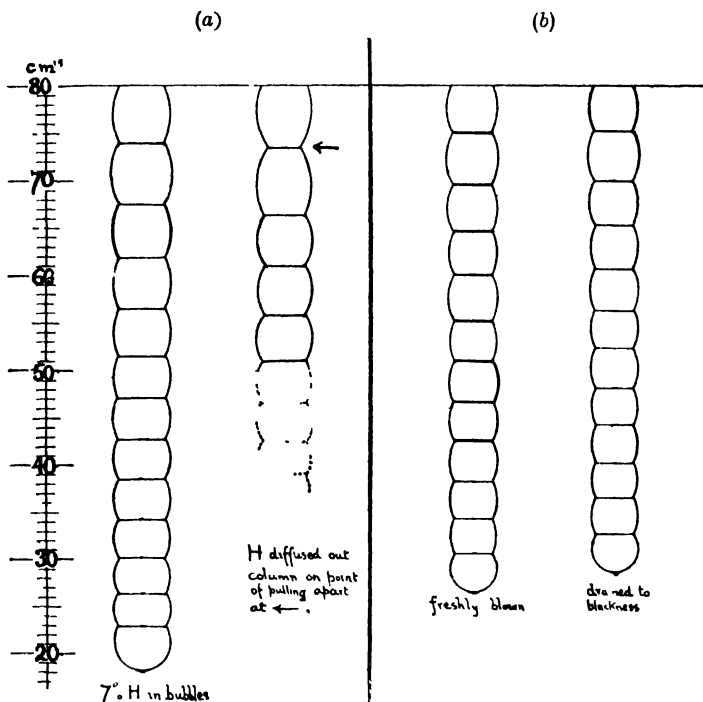 (a)
(b)
cm's
80
70
60
50
40
30
20
H diffused out
column on point
of pulling apart
at ←.
7% H in bubbles
freshly blown
drained to
blackness